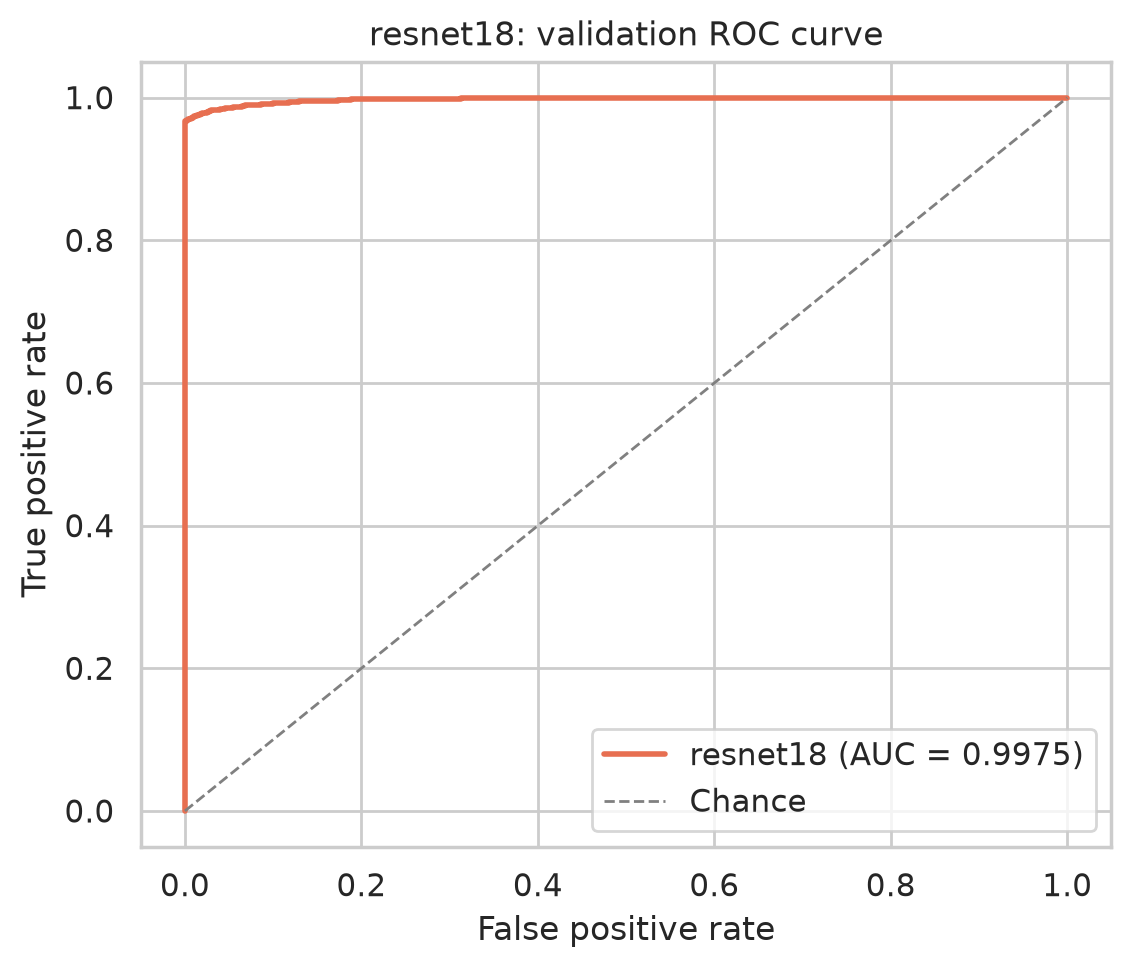 resnet18: validation ROC curve
1.0
0.8
0.6
0.4
0.2
0.0
True positive rate
resnet18 (AUC = 0.9975)
Chance
0.0 0.2 0.4 0.6 0.8 1.0
False positive rate